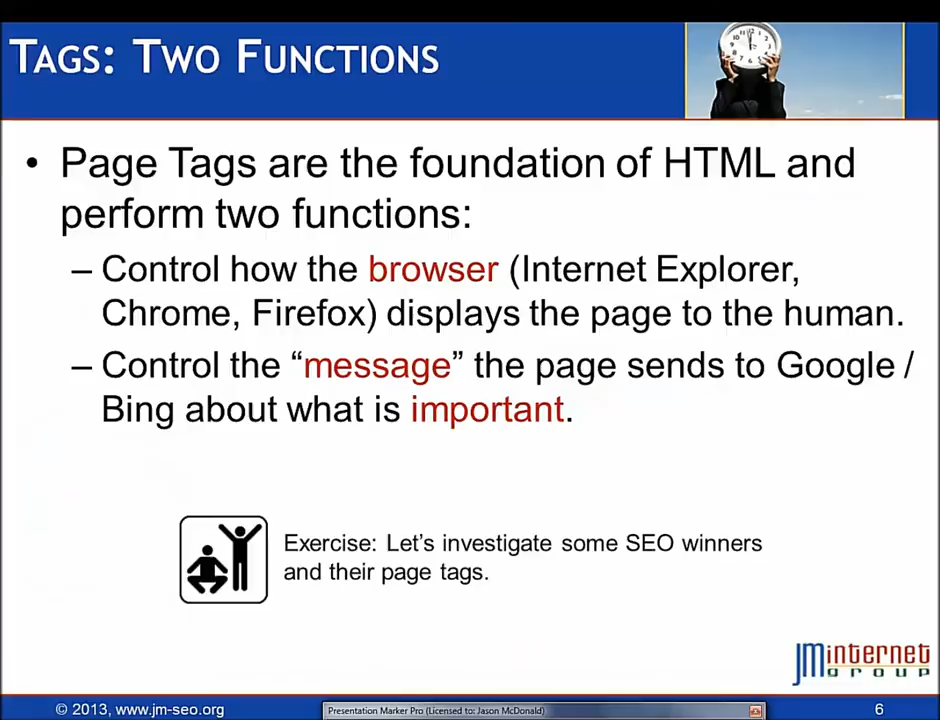 TAGS: TWO FUNCTIONS
• Page Tags are the foundation of HTML and
perform two functions:
– Control how the browser (Internet Explorer,
Chrome, Firefox) displays the page to the human.
– Control the “message” the page sends to Google /
Bing about what is important.
Exercise: Let’s investigate some SEO winners
and their page tags.
JMinternet
group
© 2013, www.jm-seo.org
Presentation Marker Pro (Licensed to: Jason McDonald)
6